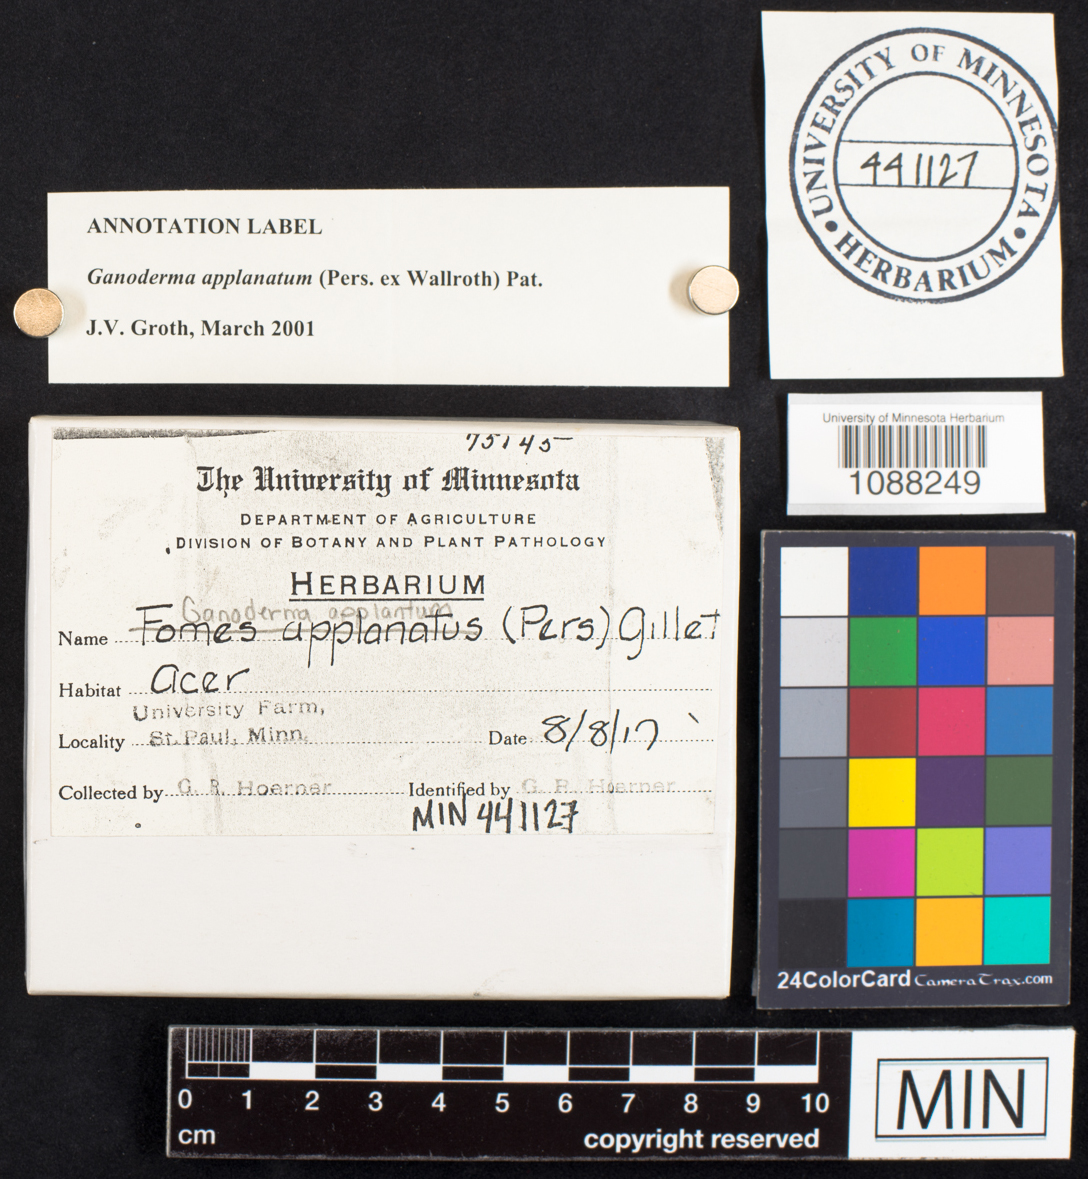 UNIVERSITY OF MINNESOTA
441127
• HERBARIUM •
ANNOTATION LABEL
Ganoderma applanatum (Pers. ex Wallroth) Pat.
J.V. Groth, March 2001
University of Minnesota Herbarium
1088249
75145
The University of Minnesota
DEPARTMENT OF AGRICULTURE
DIVISION OF BOTANY AND PLANT PATHOLOGY
HERBARIUM
Ganoderma applantum
Name Fomes applanatus (Pers) Gillet
Habitat Acer
University Farm,
Locality St. Paul, Minn. Date 8/8/17
Collected by G. R. Hoerner Identified by G. R. Hoerner
MIN 441127
24ColorCard CameraTrax.com
0 1 2 3 4 5 6 7 8 9 10
cm
copyright reserved
MIN